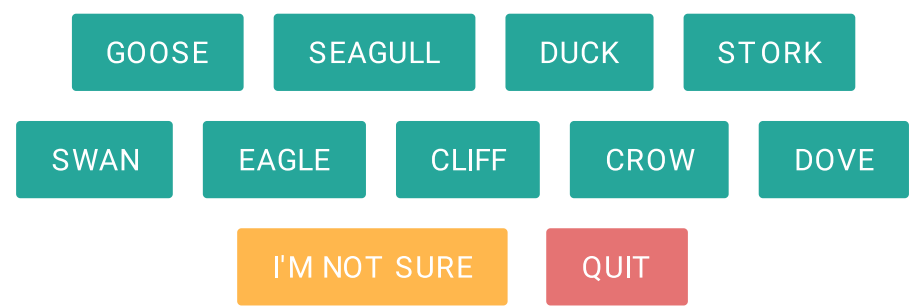 GOOSE SEAGULL DUCK STORK
SWAN EAGLE CLIFF CROW DOVE
I'M NOT SURE QUIT